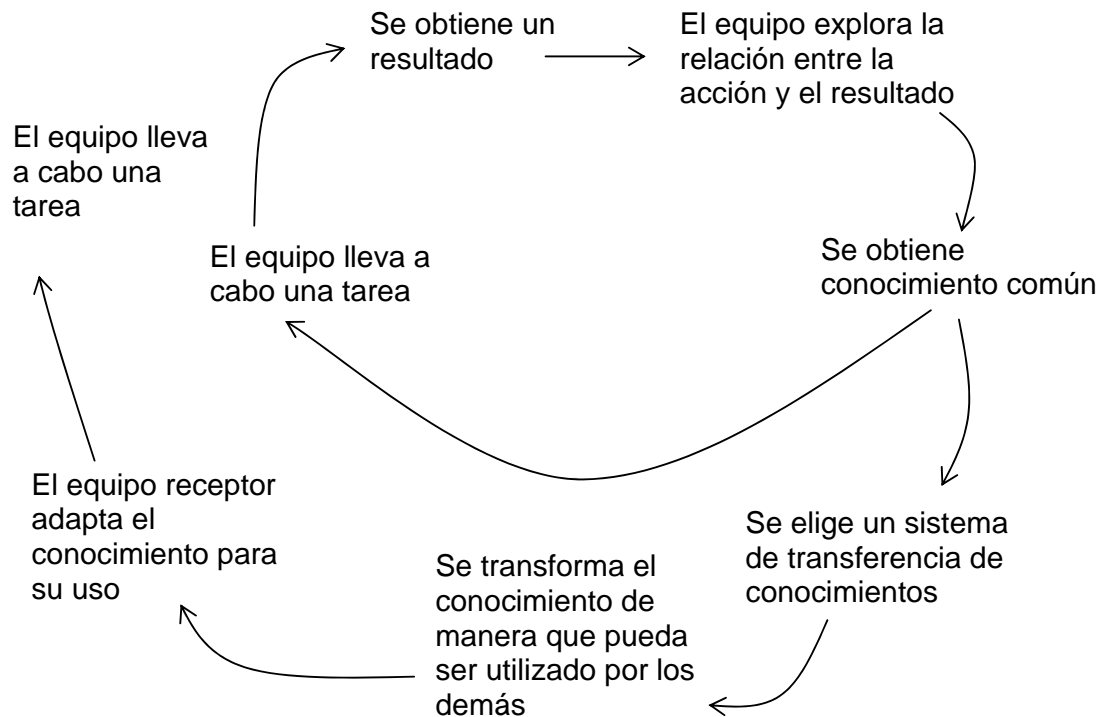 Se obtiene un
resultado
El equipo explora la
relación entre la
acción y el resultado
El equipo lleva
a cabo una
tarea
El equipo lleva a
cabo una tarea
Se obtiene
conocimiento común
El equipo receptor
adapta el
conocimiento para
su uso
Se transforma el
conocimiento de
manera que pueda
ser utilizado por los
demás
Se elige un sistema
de transferencia de
conocimientos